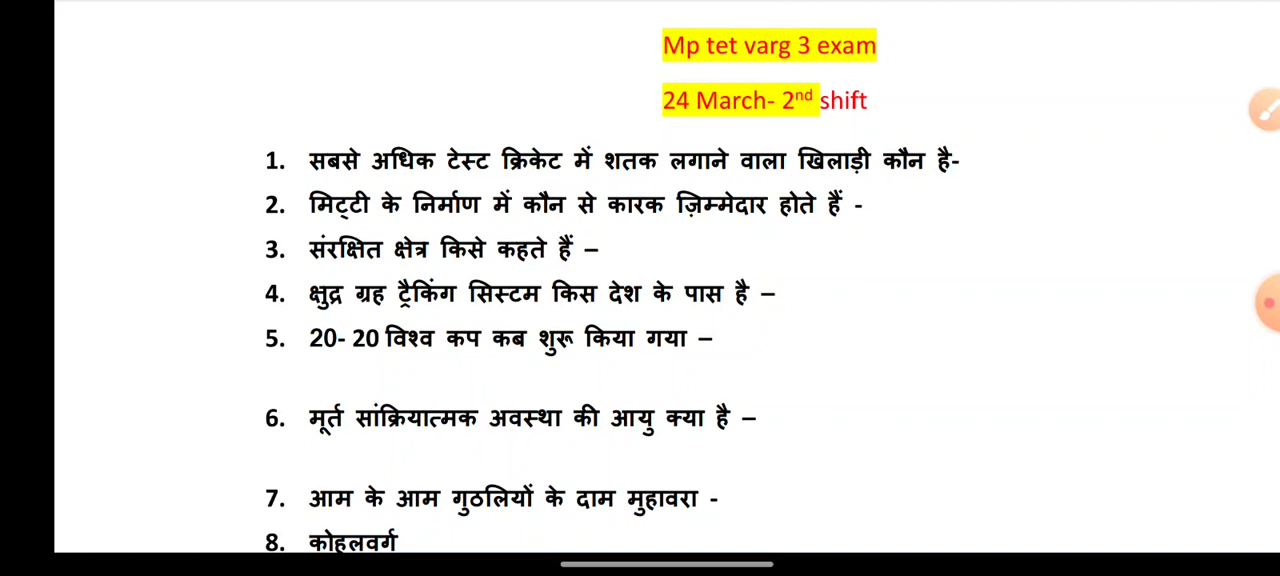 Mp tet varg 3 exam
24 March- 2nd shift
1. सबसे अधिक टेस्ट क्रिकेट में शतक लगाने वाला खिलाड़ी कौन है-
2. मिट्टी के निर्माण में कौन से कारक ज़िम्मेदार होते हैं -
3. संरक्षित क्षेत्र किसे कहते हैं –
4. क्षुद्र ग्रह ट्रैकिंग सिस्टम किस देश के पास है –
5. 20- 20 विश्व कप कब शुरू किया गया –
6. मूर्त सांक्रियात्मक अवस्था की आयु क्या है –
7. आम के आम गुठलियों के दाम मुहावरा -
8. कोहलवर्ग